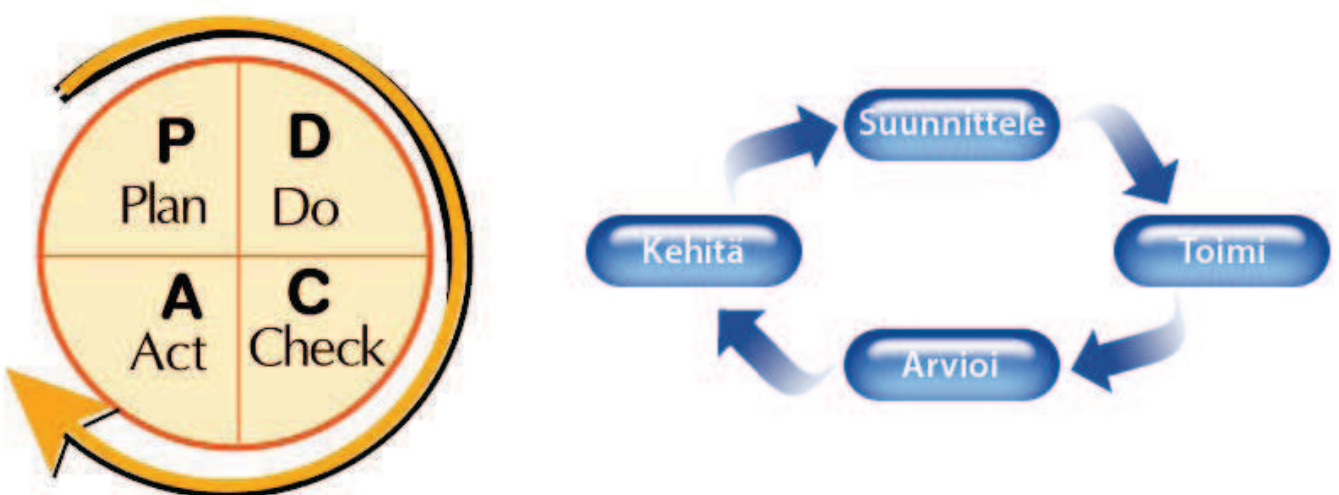 P
Plan
D
Do
A
Act
C
Check
Suunnittele
Kehitä
Toimi
Arvioi